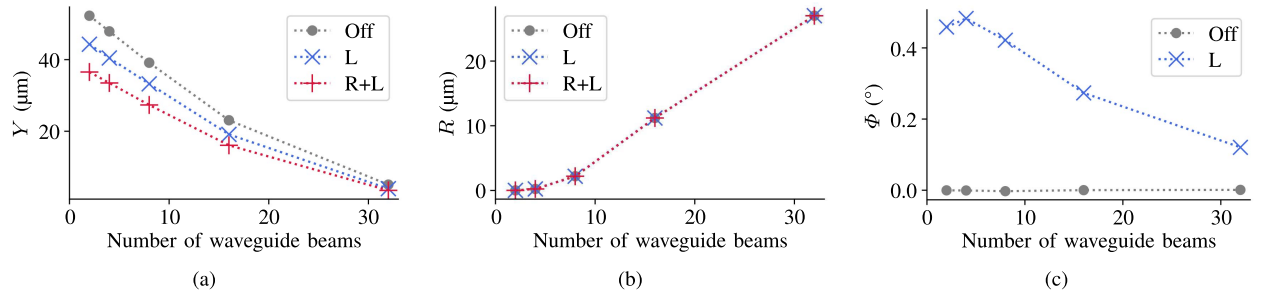 Y (μm)
40
20
0
10
20
30
Number of waveguide beams
Off
L
R+L
(a)
R (μm)
20
10
0
0
10
20
30
Number of waveguide beams
Off
L
R+L
(b)
Φ (°)
0.4
0.2
0.0
0
10
20
30
Number of waveguide beams
Off
L
(c)